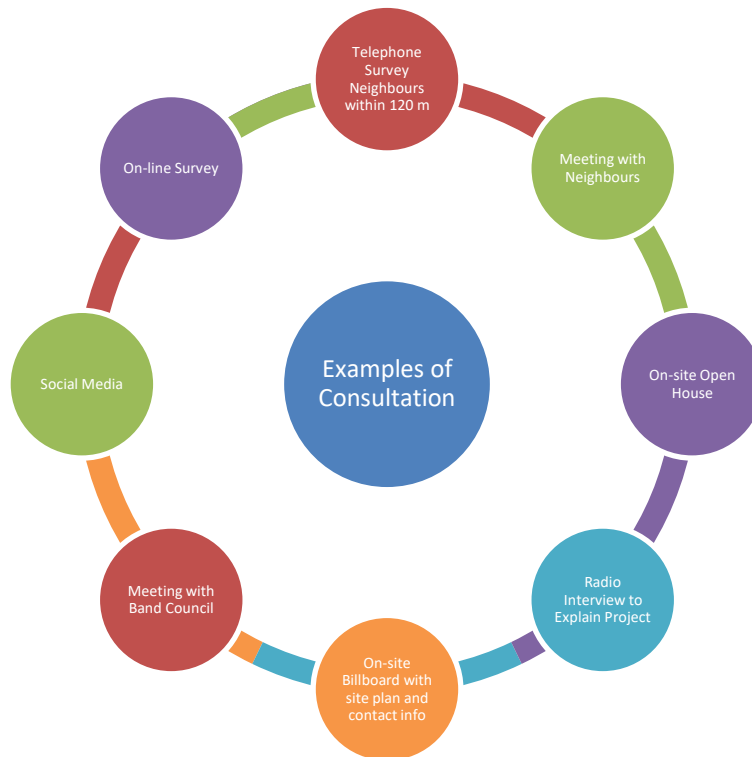 Telephone
Survey
Neighbours
within 120 m
Meeting with
Neighbours
On-site Open
House
Radio
Interview to
Explain Project
On-site
Billboard with
site plan and
contact info
Meeting with
Band Council
Social Media
On-line Survey
Examples of
Consultation